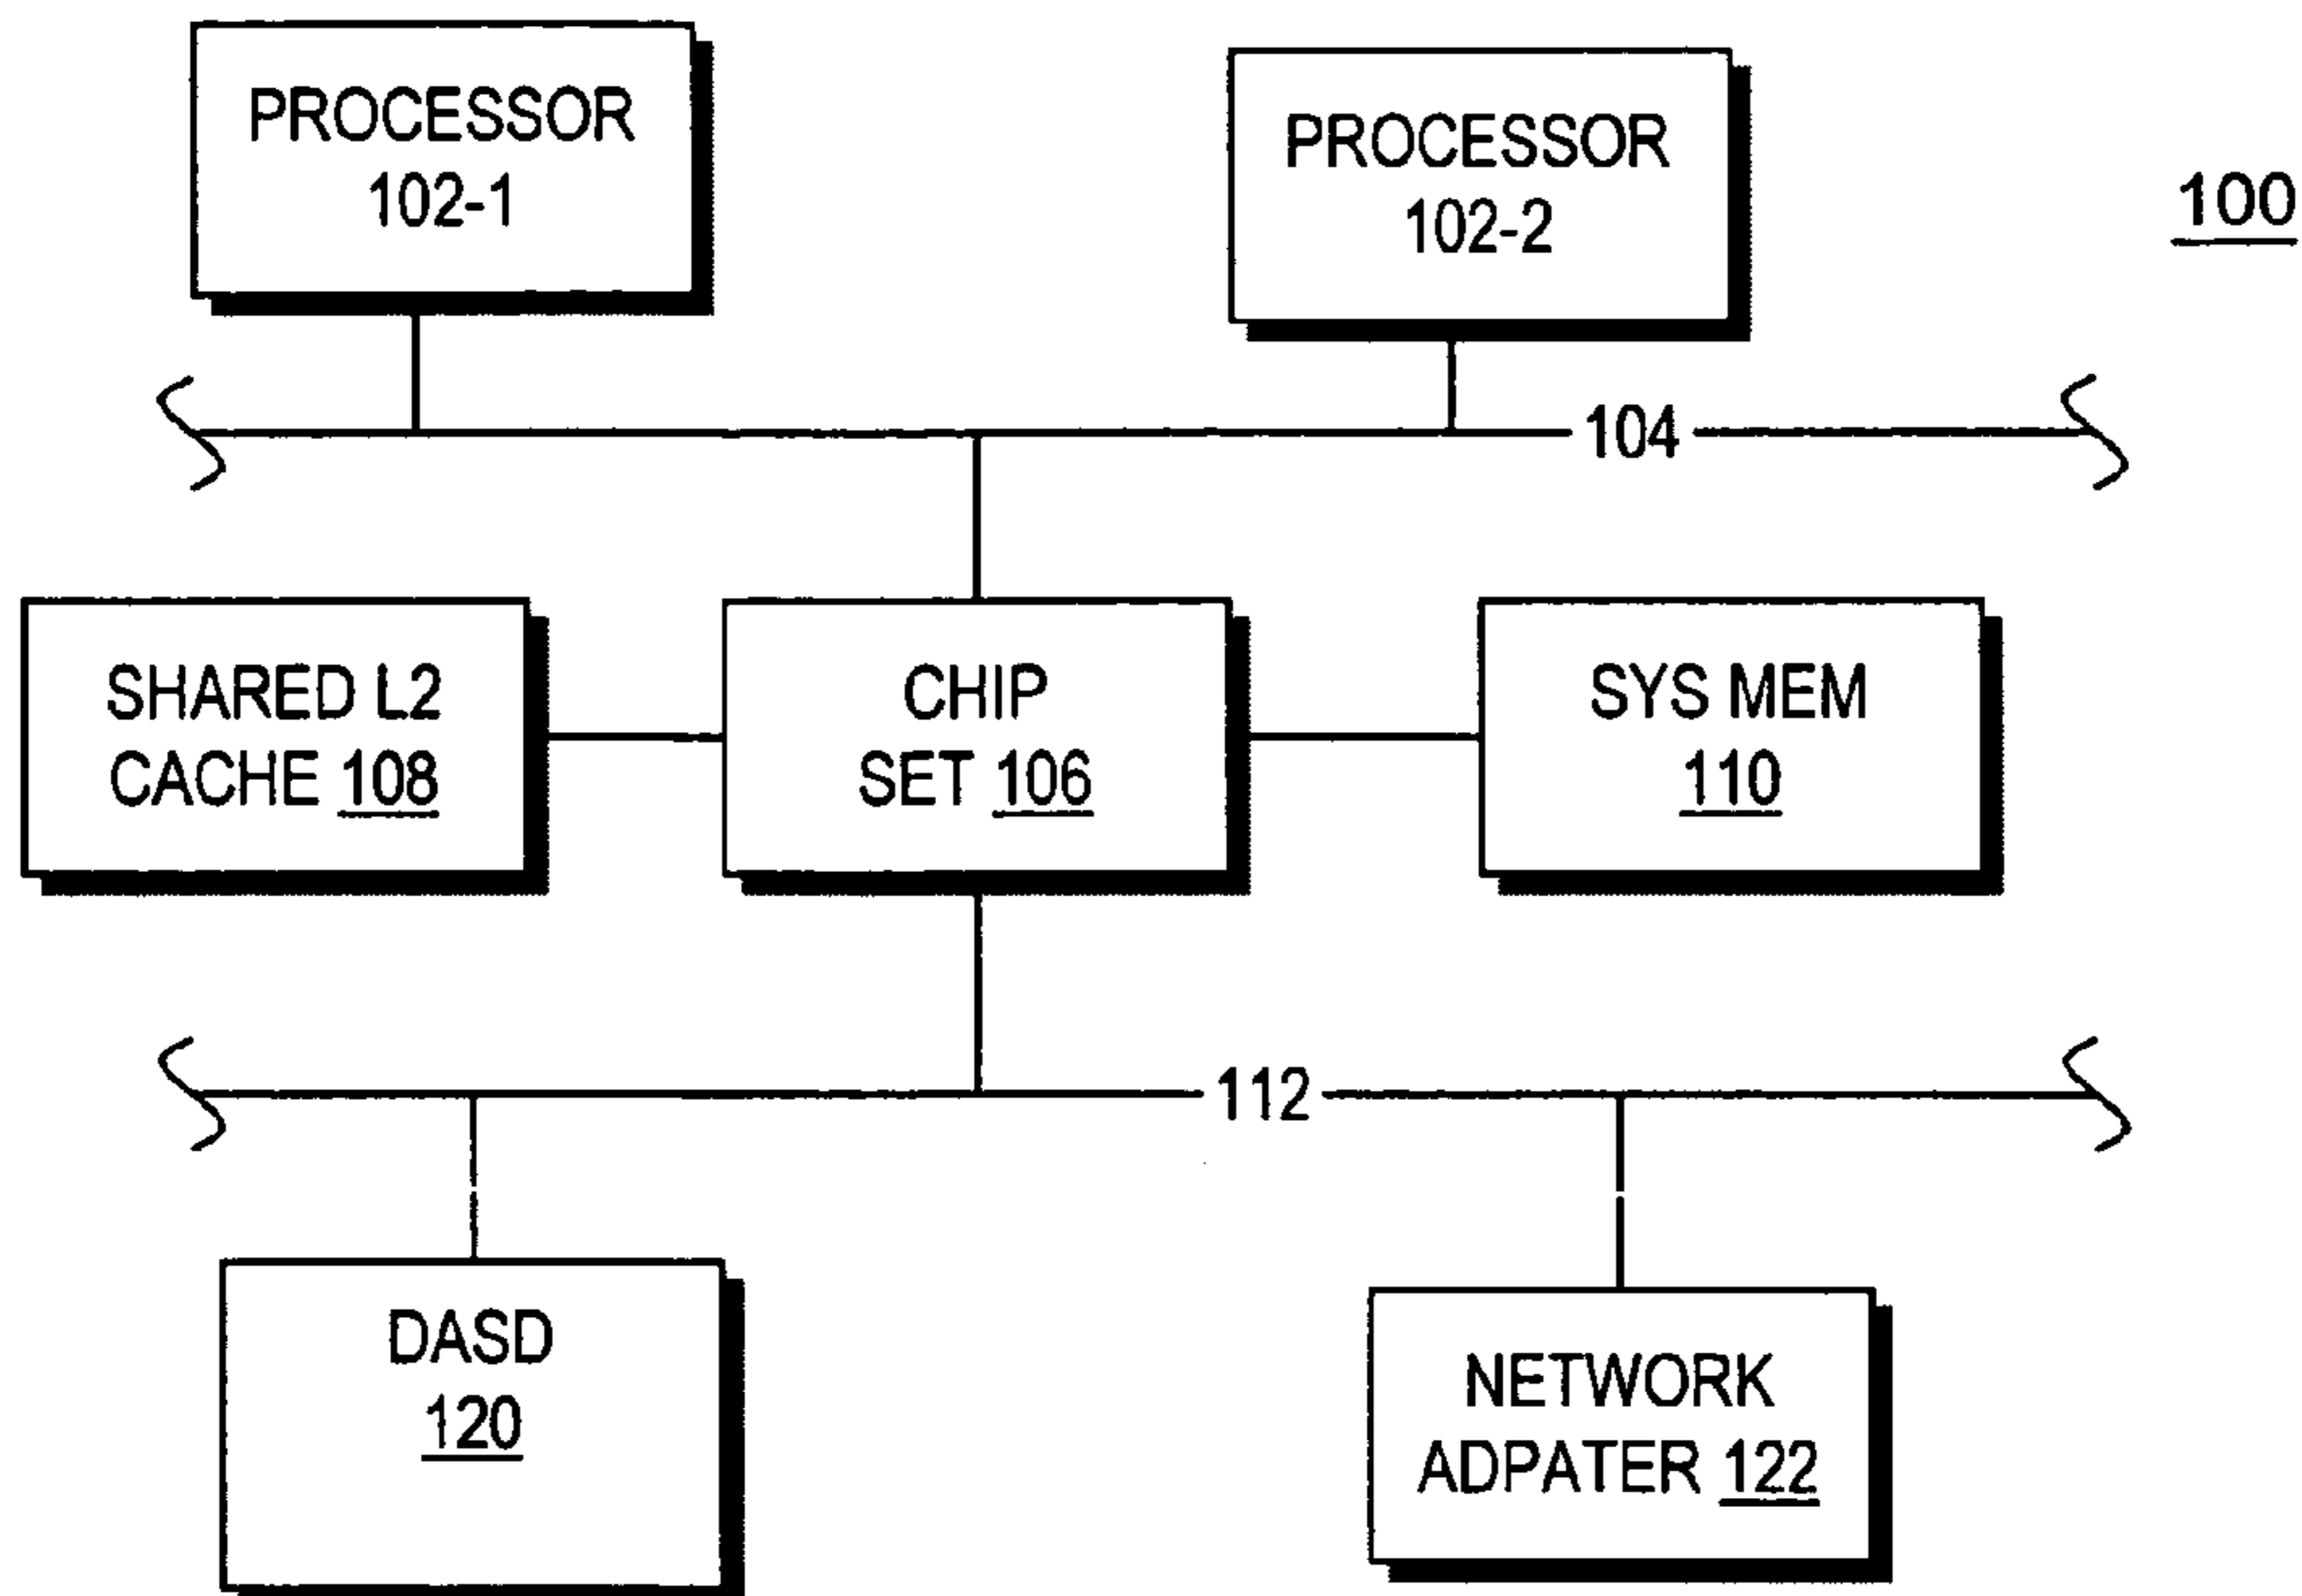 PROCESSOR
102-1
PROCESSOR
102-2
100
104
SHARED L2
CACHE 108
CHIP
SET 106
SYS MEM
110
112
DASD
120
NETWORK
ADPATER 122